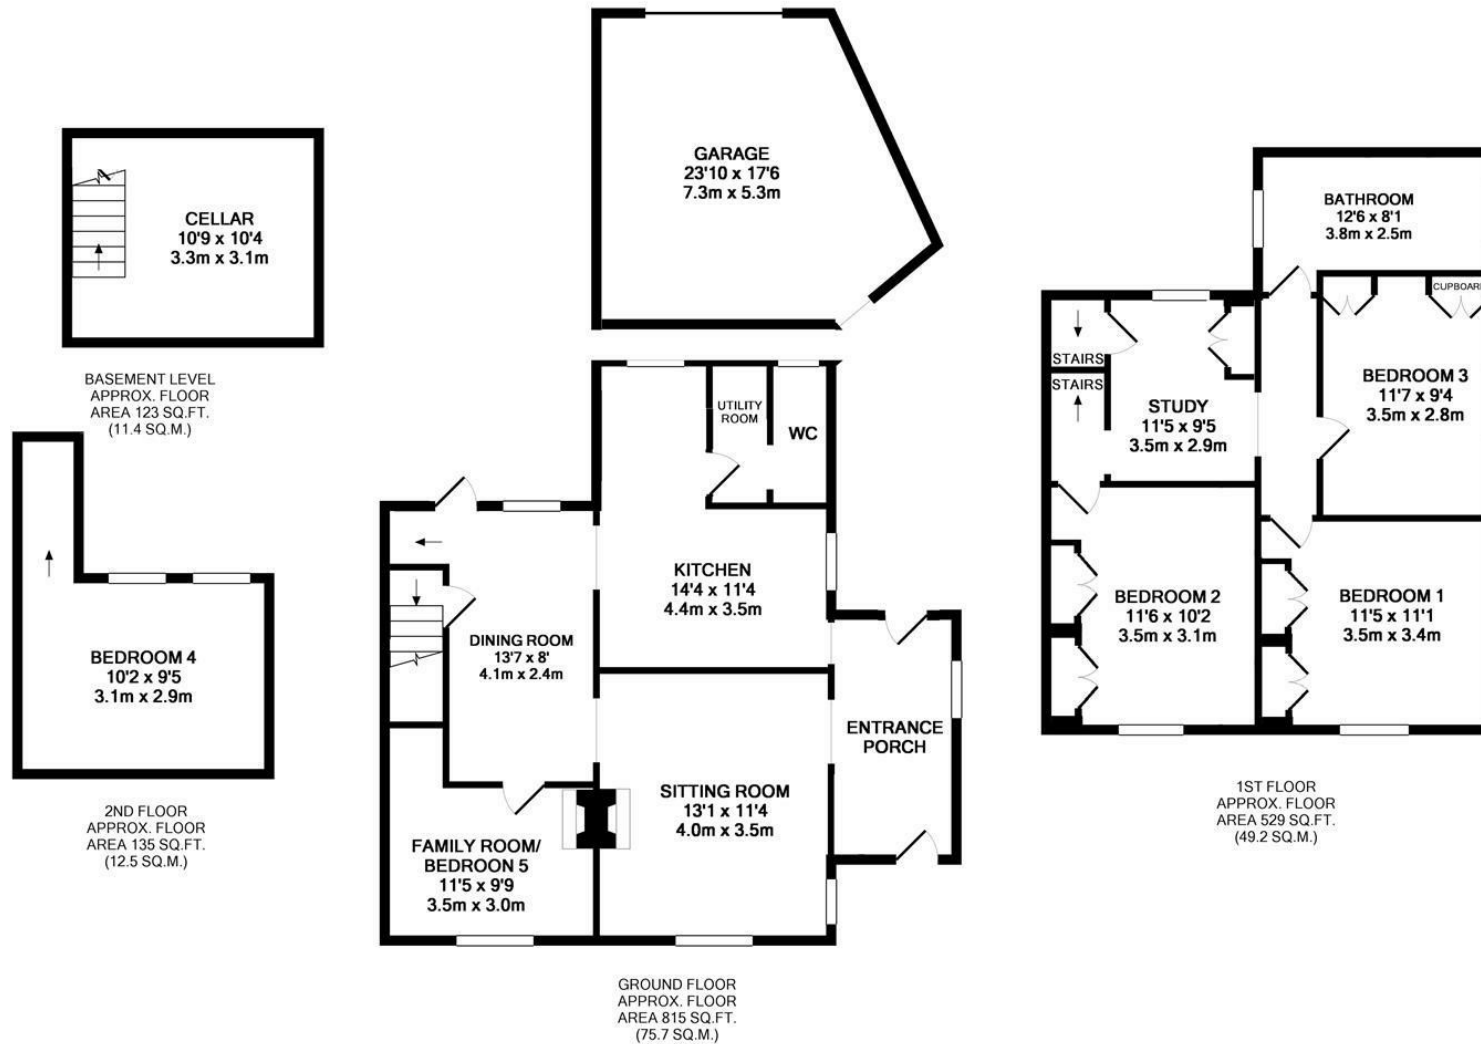 GARAGE
23'10 x 17'6
7.3m x 5.3m
CELLAR
10'9 x 10'4
3.3m x 3.1m
BASEMENT LEVEL
APPROX. FLOOR
AREA 123 SQ.FT.
(11.4 SQ.M.)
BEDROOM 4
10'2 x 9'5
3.1m x 2.9m
2ND FLOOR
APPROX. FLOOR
AREA 135 SQ.FT.
(12.5 SQ.M.)
UTILITY
ROOM
WC
KITCHEN
14'4 x 11'4
4.4m x 3.5m
DINING ROOM
13'7 x 8'
4.1m x 2.4m
ENTRANCE
PORCH
SITTING ROOM
13'1 x 11'4
4.0m x 3.5m
FAMILY ROOM/
BEDROON 5
11'5 x 9'9
3.5m x 3.0m
GROUND FLOOR
APPROX. FLOOR
AREA 815 SQ.FT.
(75.7 SQ.M.)
BATHROOM
12'6 x 8'1
3.8m x 2.5m
CUPBOARD
STAIRS
STAIRS
STUDY
11'5 x 9'5
3.5m x 2.9m
BEDROOM 3
11'7 x 9'4
3.5m x 2.8m
BEDROOM 2
11'6 x 10'2
3.5m x 3.1m
BEDROOM 1
11'5 x 11'1
3.5m x 3.4m
1ST FLOOR
APPROX. FLOOR
AREA 529 SQ.FT.
(49.2 SQ.M.)